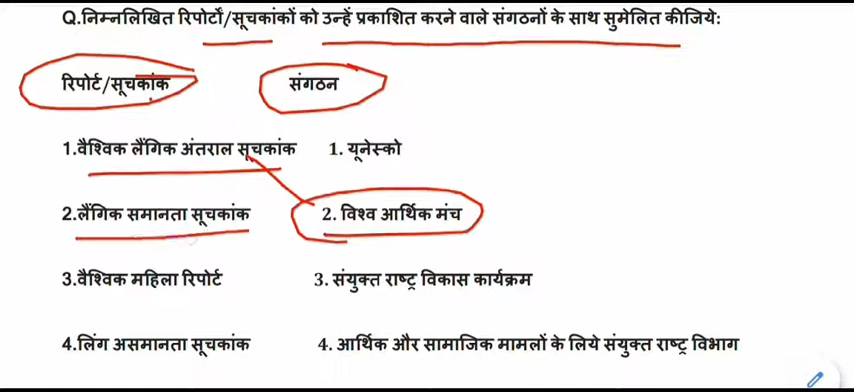 Q.निम्नलिखित रिपोर्टों/सूचकांकों को उन्हें प्रकाशित करने वाले संगठनों के साथ सुमेलित कीजिये:
रिपोर्ट/सूचकांक संगठन
1.वैश्विक लैंगिक अंतराल सूचकांक 1. यूनेस्को
2.लैंगिक समानता सूचकांक 2. विश्व आर्थिक मंच
3.वैश्विक महिला रिपोर्ट 3. संयुक्त राष्ट्र विकास कार्यक्रम
4.लिंग असमानता सूचकांक 4. आर्थिक और सामाजिक मामलों के लिये संयुक्त राष्ट्र विभाग